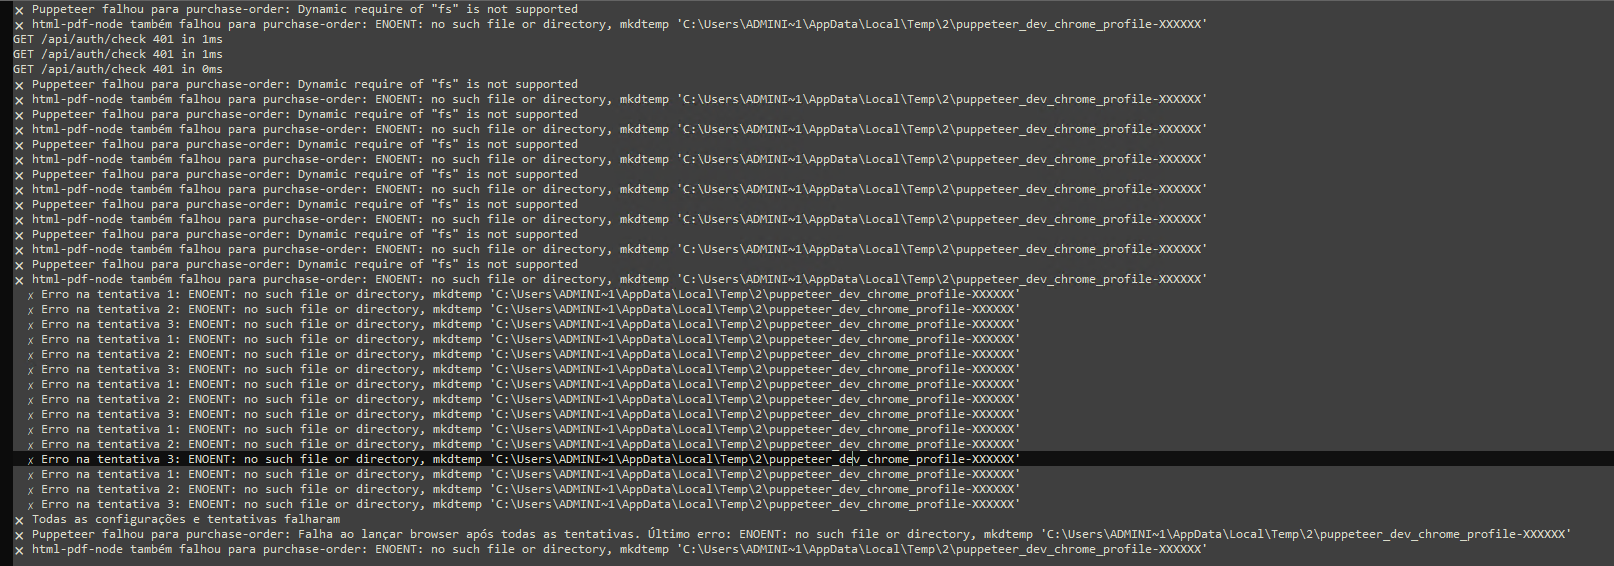 ✕ Puppeteer falhou para purchase-order: Dynamic require of "fs" is not supported
✕ html-pdf-node também falhou para purchase-order: ENOENT: no such file or directory, mkdtemp 'C:\Users\ADMINI~1\AppData\Local\Temp\2\puppeteer_dev_chrome_profile-XXXXXX'
GET /api/auth/check 401 in 1ms
GET /api/auth/check 401 in 1ms
GET /api/auth/check 401 in 0ms
✕ Puppeteer falhou para purchase-order: Dynamic require of "fs" is not supported
✕ html-pdf-node também falhou para purchase-order: ENOENT: no such file or directory, mkdtemp 'C:\Users\ADMINI~1\AppData\Local\Temp\2\puppeteer_dev_chrome_profile-XXXXXX'
✕ Puppeteer falhou para purchase-order: Dynamic require of "fs" is not supported
✕ html-pdf-node também falhou para purchase-order: ENOENT: no such file or directory, mkdtemp 'C:\Users\ADMINI~1\AppData\Local\Temp\2\puppeteer_dev_chrome_profile-XXXXXX'
✕ Puppeteer falhou para purchase-order: Dynamic require of "fs" is not supported
✕ html-pdf-node também falhou para purchase-order: ENOENT: no such file or directory, mkdtemp 'C:\Users\ADMINI~1\AppData\Local\Temp\2\puppeteer_dev_chrome_profile-XXXXXX'
✕ Puppeteer falhou para purchase-order: Dynamic require of "fs" is not supported
✕ html-pdf-node também falhou para purchase-order: ENOENT: no such file or directory, mkdtemp 'C:\Users\ADMINI~1\AppData\Local\Temp\2\puppeteer_dev_chrome_profile-XXXXXX'
✕ Puppeteer falhou para purchase-order: Dynamic require of "fs" is not supported
✕ html-pdf-node também falhou para purchase-order: ENOENT: no such file or directory, mkdtemp 'C:\Users\ADMINI~1\AppData\Local\Temp\2\puppeteer_dev_chrome_profile-XXXXXX'
✕ Puppeteer falhou para purchase-order: Dynamic require of "fs" is not supported
✕ html-pdf-node também falhou para purchase-order: ENOENT: no such file or directory, mkdtemp 'C:\Users\ADMINI~1\AppData\Local\Temp\2\puppeteer_dev_chrome_profile-XXXXXX'
✕ Puppeteer falhou para purchase-order: Dynamic require of "fs" is not supported
✕ html-pdf-node também falhou para purchase-order: ENOENT: no such file or directory, mkdtemp 'C:\Users\ADMINI~1\AppData\Local\Temp\2\puppeteer_dev_chrome_profile-XXXXXX'
✗ Erro na tentativa 1: ENOENT: no such file or directory, mkdtemp 'C:\Users\ADMINI~1\AppData\Local\Temp\2\puppeteer_dev_chrome_profile-XXXXXX'
✗ Erro na tentativa 2: ENOENT: no such file or directory, mkdtemp 'C:\Users\ADMINI~1\AppData\Local\Temp\2\puppeteer_dev_chrome_profile-XXXXXX'
✗ Erro na tentativa 3: ENOENT: no such file or directory, mkdtemp 'C:\Users\ADMINI~1\AppData\Local\Temp\2\puppeteer_dev_chrome_profile-XXXXXX'
✗ Erro na tentativa 1: ENOENT: no such file or directory, mkdtemp 'C:\Users\ADMINI~1\AppData\Local\Temp\2\puppeteer_dev_chrome_profile-XXXXXX'
✗ Erro na tentativa 2: ENOENT: no such file or directory, mkdtemp 'C:\Users\ADMINI~1\AppData\Local\Temp\2\puppeteer_dev_chrome_profile-XXXXXX'
✗ Erro na tentativa 3: ENOENT: no such file or directory, mkdtemp 'C:\Users\ADMINI~1\AppData\Local\Temp\2\puppeteer_dev_chrome_profile-XXXXXX'
✗ Erro na tentativa 1: ENOENT: no such file or directory, mkdtemp 'C:\Users\ADMINI~1\AppData\Local\Temp\2\puppeteer_dev_chrome_profile-XXXXXX'
✗ Erro na tentativa 2: ENOENT: no such file or directory, mkdtemp 'C:\Users\ADMINI~1\AppData\Local\Temp\2\puppeteer_dev_chrome_profile-XXXXXX'
✗ Erro na tentativa 3: ENOENT: no such file or directory, mkdtemp 'C:\Users\ADMINI~1\AppData\Local\Temp\2\puppeteer_dev_chrome_profile-XXXXXX'
✗ Erro na tentativa 1: ENOENT: no such file or directory, mkdtemp 'C:\Users\ADMINI~1\AppData\Local\Temp\2\puppeteer_dev_chrome_profile-XXXXXX'
✗ Erro na tentativa 2: ENOENT: no such file or directory, mkdtemp 'C:\Users\ADMINI~1\AppData\Local\Temp\2\puppeteer_dev_chrome_profile-XXXXXX'
✗ Erro na tentativa 3: ENOENT: no such file or directory, mkdtemp 'C:\Users\ADMINI~1\AppData\Local\Temp\2\puppeteer_dev_chrome_profile-XXXXXX'
✗ Erro na tentativa 1: ENOENT: no such file or directory, mkdtemp 'C:\Users\ADMINI~1\AppData\Local\Temp\2\puppeteer_dev_chrome_profile-XXXXXX'
✗ Erro na tentativa 2: ENOENT: no such file or directory, mkdtemp 'C:\Users\ADMINI~1\AppData\Local\Temp\2\puppeteer_dev_chrome_profile-XXXXXX'
✗ Erro na tentativa 3: ENOENT: no such file or directory, mkdtemp 'C:\Users\ADMINI~1\AppData\Local\Temp\2\puppeteer_dev_chrome_profile-XXXXXX'
✕ Todas as configurações e tentativas falharam
✕ Puppeteer falhou para purchase-order: Falha ao lançar browser após todas as tentativas. Último erro: ENOENT: no such file or directory, mkdtemp 'C:\Users\ADMINI~1\AppData\Local\Temp\2\puppeteer_dev_chrome_profile-XXXXXX'
✕ html-pdf-node também falhou para purchase-order: ENOENT: no such file or directory, mkdtemp 'C:\Users\ADMINI~1\AppData\Local\Temp\2\puppeteer_dev_chrome_profile-XXXXXX'